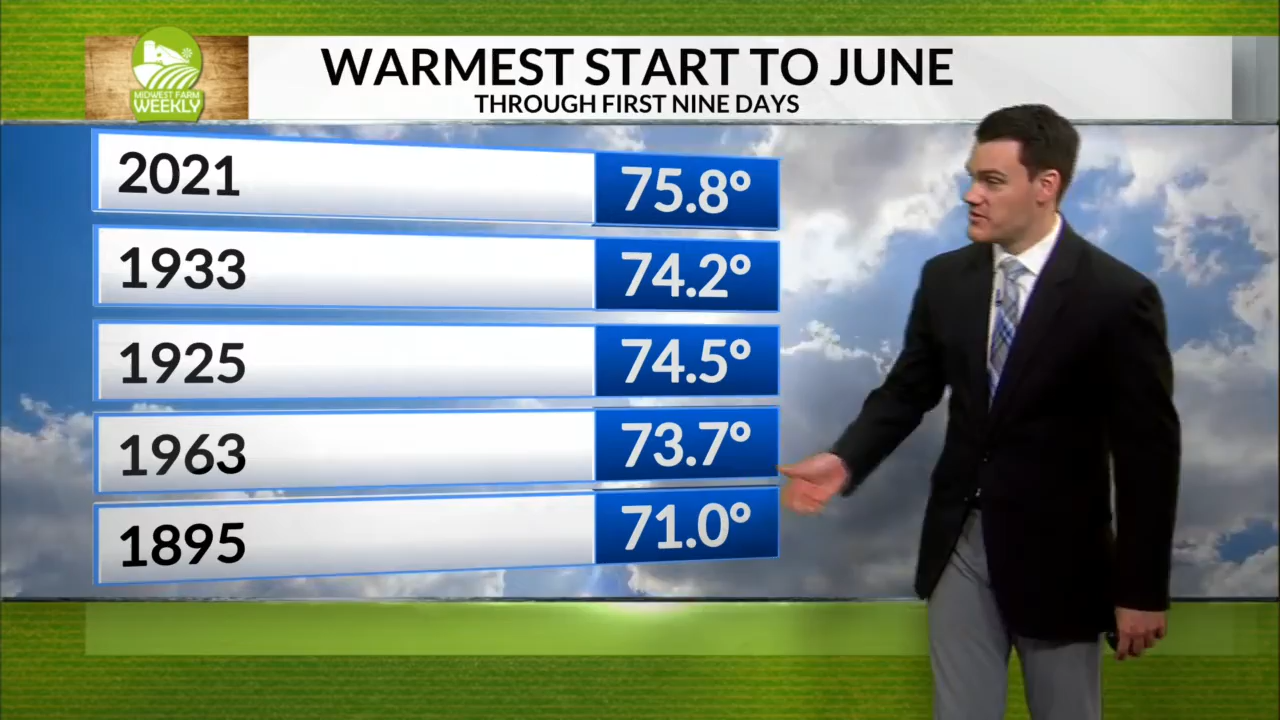 MIDWEST FARM
WEEKLY
WARMEST START TO JUNE
THROUGH FIRST NINE DAYS
2021 75.8°
1933 74.2°
1925 74.5°
1963 73.7°
1895 71.0°